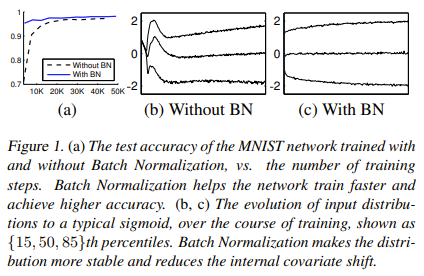 1
0.9
0.8
0.7
Without BN
With BN
10K 20K 30K 40K 50K
2
0
−2
2
0
−2
(a)
(b) Without BN
(c) With BN
Figure 1. (a) The test accuracy of the MNIST network trained with
and without Batch Normalization, vs. the number of training
steps. Batch Normalization helps the network train faster and
achieve higher accuracy. (b, c) The evolution of input distribu-
tions to a typical sigmoid, over the course of training, shown as
{15, 50, 85}th percentiles. Batch Normalization makes the distri-
bution more stable and reduces the internal covariate shift.